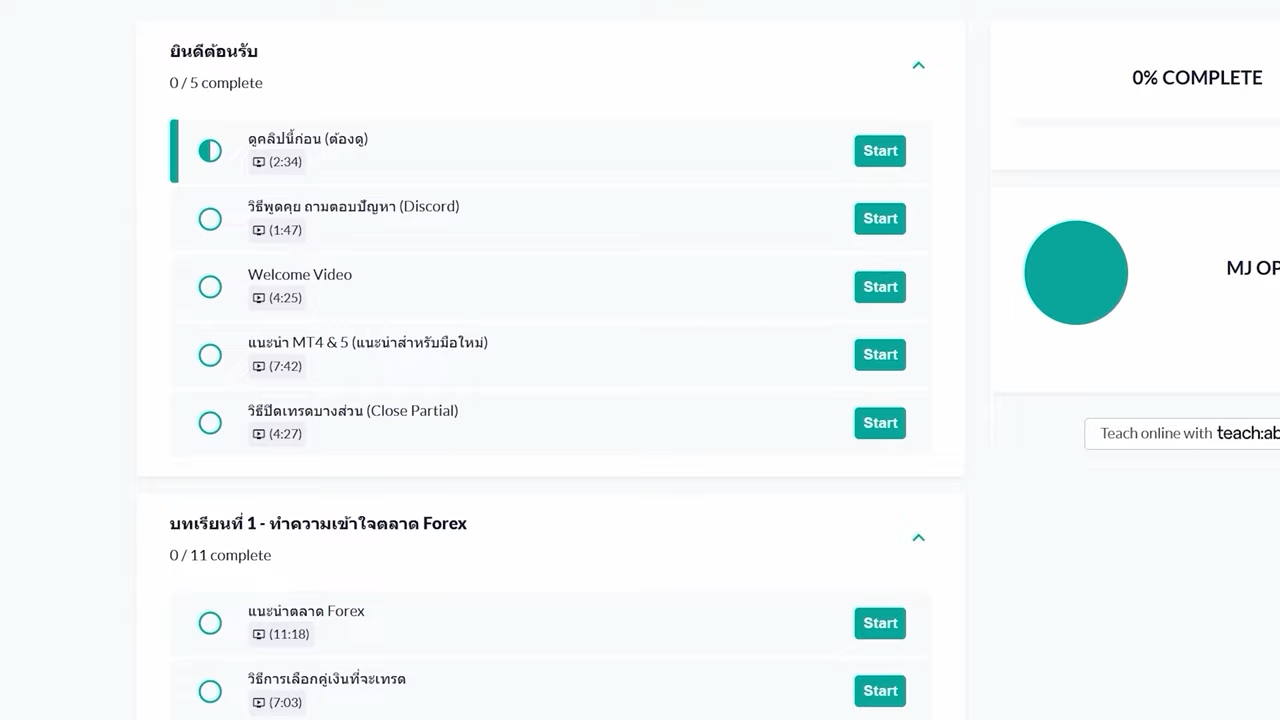 ยินดีต้อนรับ
0 / 5 complete
ดูคลิปนี้ก่อน (ต้องดู)
(2:34)
Start
วิธีพูดคุย ถามตอบปัญหา (Discord)
(1:47)
Start
Welcome Video
(4:25)
Start
แนะนำ MT4 & 5 (แนะนำสำหรับมือใหม่)
(7:42)
Start
วิธีปิดเทรดบางส่วน (Close Partial)
(4:27)
Start
บทเรียนที่ 1 - ทำความเข้าใจตลาด Forex
0 / 11 complete
แนะนำตลาด Forex
(11:18)
Start
วิธีการเลือกคู่เงินที่จะเทรด
(7:03)
Start
0% COMPLETE
MJ OP
Teach online with teach:ab